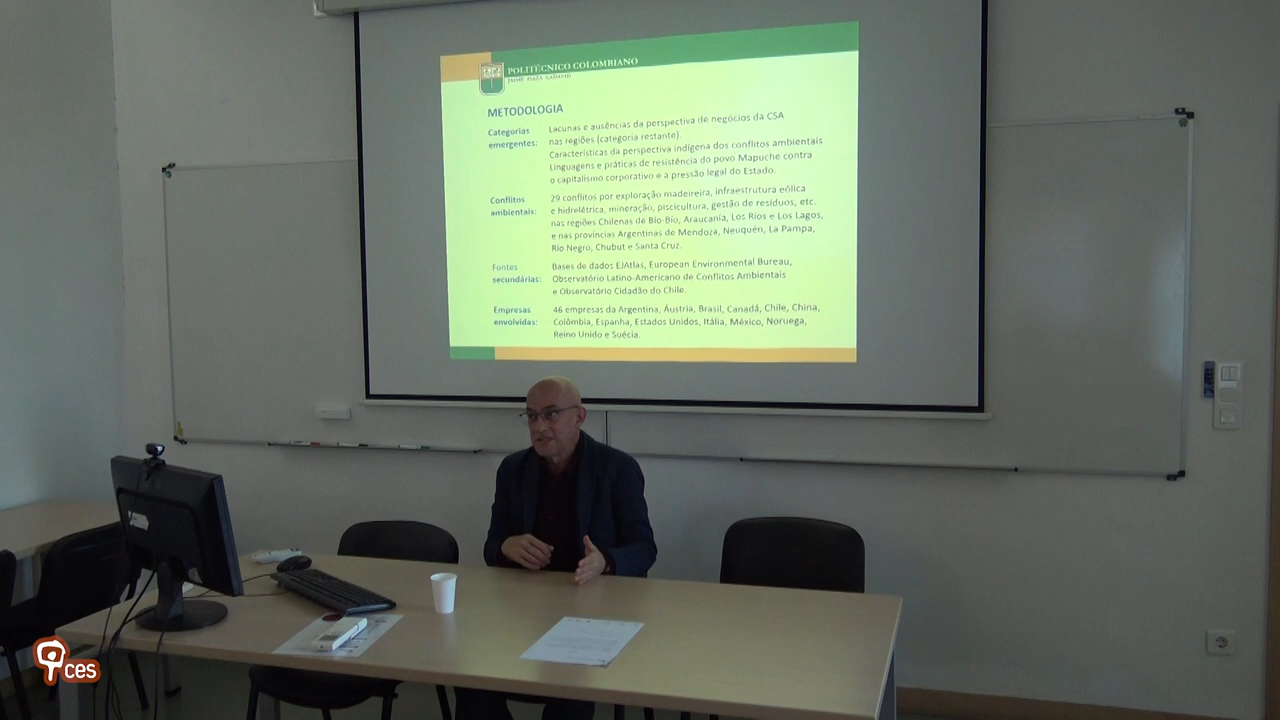 POLITÉCNICO COLOMBIANO
JAIME ISAZA CADAVID
METODOLOGIA
Categorias emergentes:
Lacunas e ausências da perspectiva de negócios da CSA
nas regiões (categoria restante).
Características da perspectiva indígena dos conflitos ambientais
Linguagens e práticas de resistência do povo Mapuche contra
o capitalismo corporativo e a pressão legal do Estado.
Conflitos ambientais:
29 conflitos por exploração madeireira, infraestrutura eólica
e hidrelétrica, mineração, piscicultura, gestão de resíduos, etc.
nas regiões Chilenas de Bío-Bío, Araucanía, Los Ríos e Los Lagos,
e nas províncias Argentinas de Mendoza, Neuquén, La Pampa,
Río Negro, Chubut e Santa Cruz.
Fontes secundárias:
Bases de dados EJAtlas, European Environmental Bureau,
Observatório Latino-Americano de Conflitos Ambientais
e Observatório Cidadão do Chile.
Empresas envolvidas:
46 empresas da Argentina, Áustria, Brasil, Canadá, Chile, China,
Colômbia, Espanha, Estados Unidos, Itália, México, Noruega,
Reino Unido e Suécia.
ces